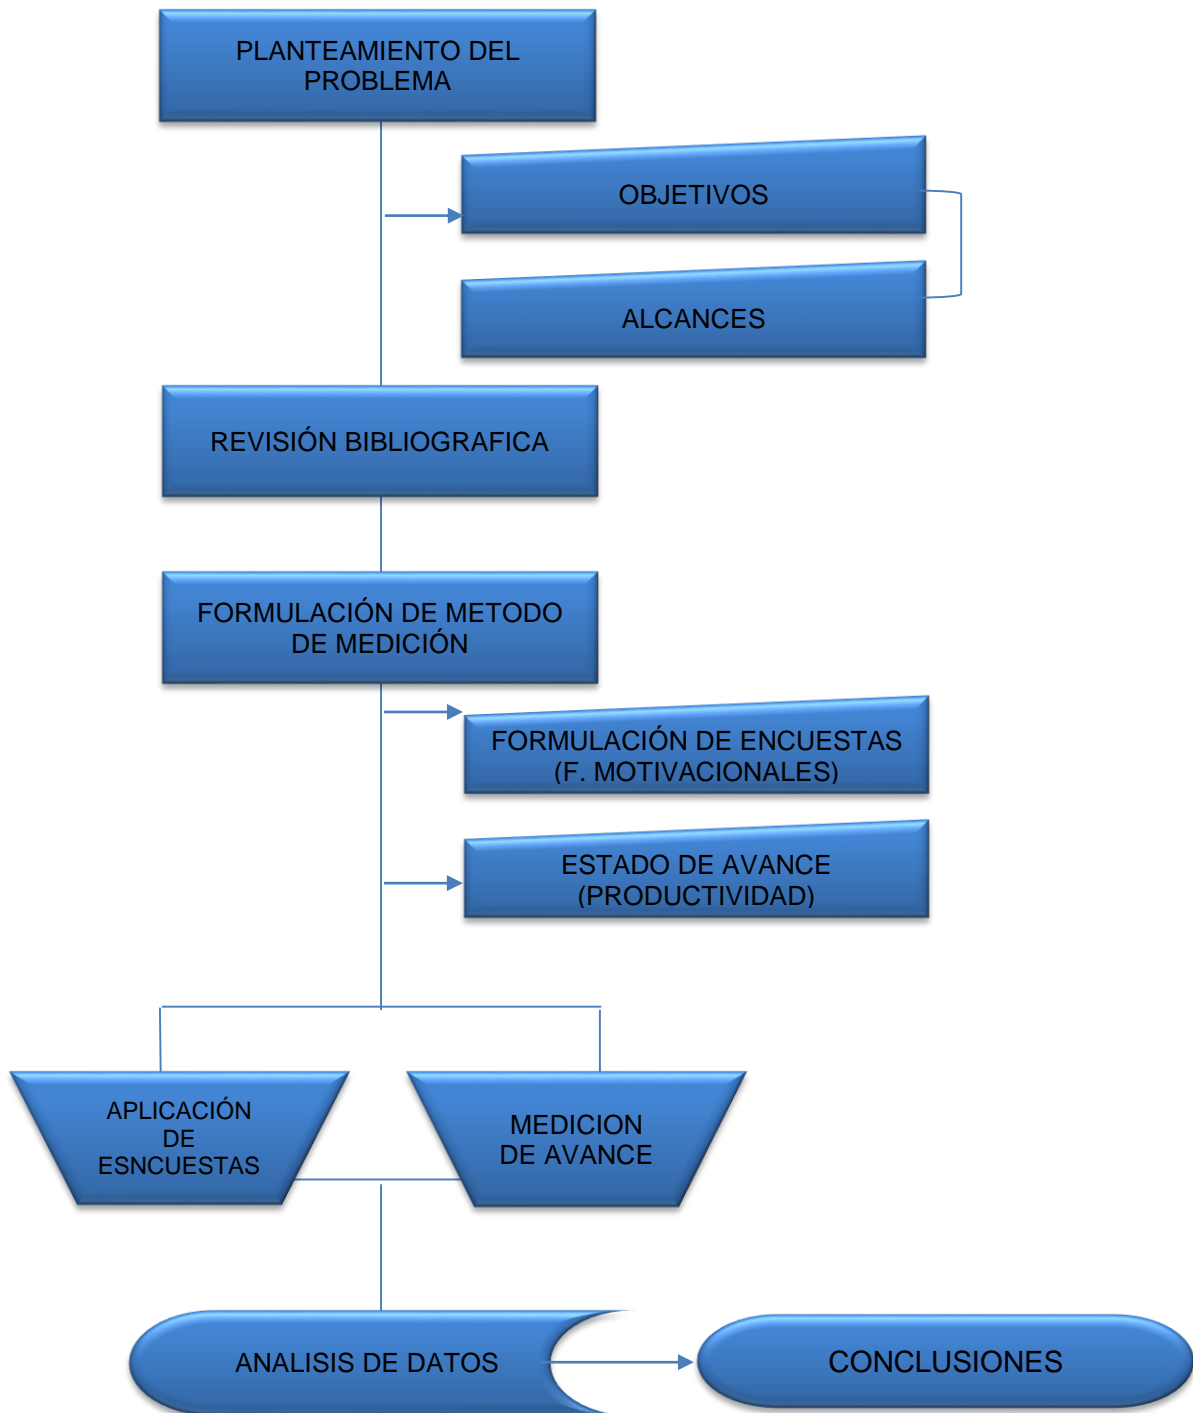 PLANTEAMIENTO DEL
PROBLEMA
OBJETIVOS
ALCANCES
REVISIÓN BIBLIOGRAFICA
FORMULACIÓN DE METODO
DE MEDICIÓN
FORMULACIÓN DE ENCUESTAS
(F. MOTIVACIONALES)
ESTADO DE AVANCE
(PRODUCTIVIDAD)
APLICACIÓN
DE
ESNCUESTAS
MEDICION
DE AVANCE
ANALISIS DE DATOS
CONCLUSIONES